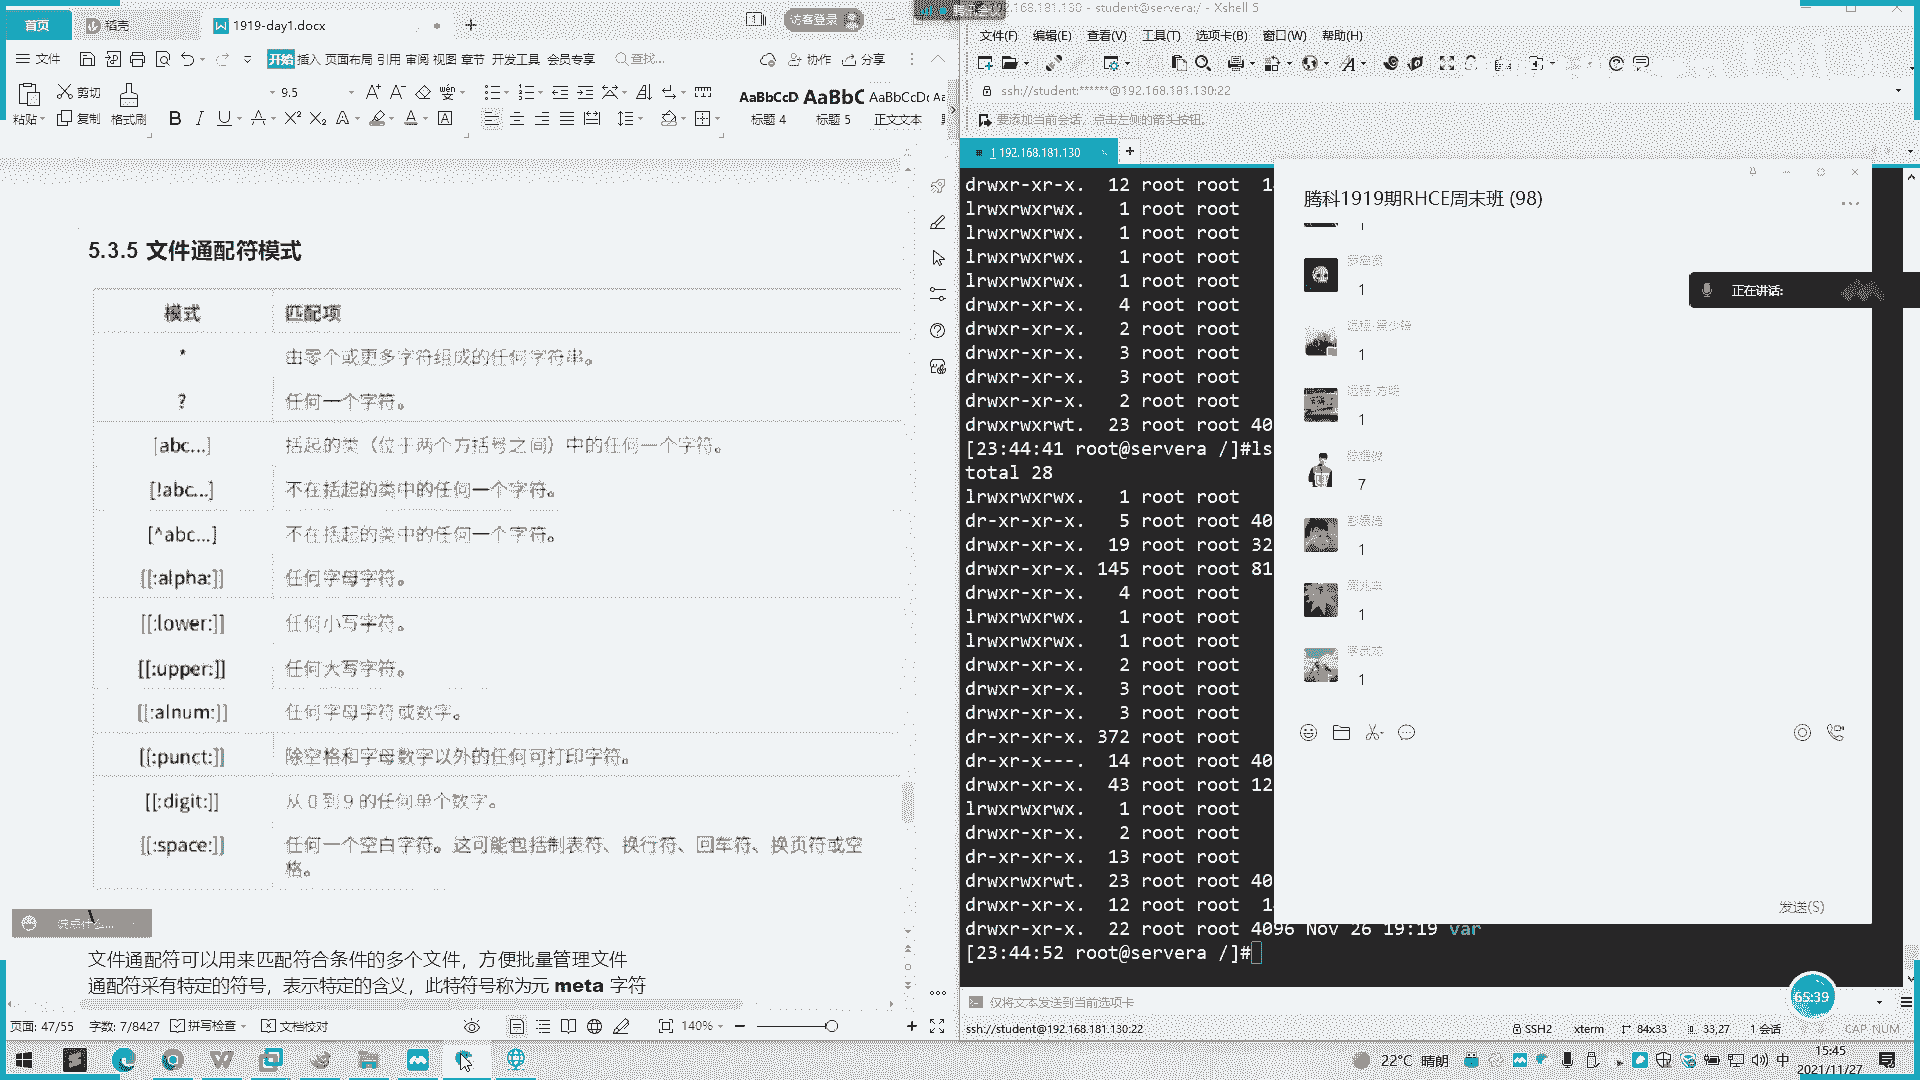 首页
稻壳
1919-day1.docx
访客登录
文件
开始 插入 页面布局 引用 审阅 视图 章节 开发工具 会员专享
查找...
协作
分享
粘贴
剪切
复制
格式刷
9.5
AaBbCcD AaBbC AaBbCcD
标题 4 标题 5 正文文本
5.3.5 文件通配符模式
模式 匹配项
* 由零个或更多字符组成的任何字符串。
? 任何一个字符。
[abc...] 括起的类（位于两个方括号之间）中的任何一个字符。
[!abc...] 不在括起的类中的任何一个字符。
[^abc...] 不在括起的类中的任何一个字符。
[[:alpha:]] 任何字母字符。
[[:lower:]] 任何小写字符。
[[:upper:]] 任何大写字符。
[[:alnum:]] 任何字母字符或数字。
[[:punct:]] 除空格和字母数字以外的任何可打印字符。
[[:digit:]] 从 0 到 9 的任何单个数字。
[[:space:]] 任何一个空白字符。这可能包括制表符、换行符、回车符、换页符或空
格。
说点什么...
文件通配符可以用来匹配符合条件的多个文件，方便批量管理文件
通配符采有特定的符号，表示特定的含义，此特符号称为元 meta 字符
页面: 47/55 字数: 7/8427 拼写检查 文档校对 140%
192.168.181.130 - student@servera:/ - Xshell 5
文件(F) 编辑(E) 查看(V) 工具(T) 选项卡(B) 窗口(W) 帮助(H)
ssh://student:******@192.168.181.130:22
要添加当前会话，点击左侧的箭头按钮。
1 192.168.181.130
drwxr-xr-x. 12 root root 1
lrwxrwxrwx. 1 root root
lrwxrwxrwx. 1 root root
lrwxrwxrwx. 1 root root
lrwxrwxrwx. 1 root root
drwxr-xr-x. 4 root root
drwxr-xr-x. 2 root root
drwxr-xr-x. 3 root root
drwxr-xr-x. 3 root root
drwxr-xr-x. 2 root root
drwxrwxrwt. 23 root root 40
[23:44:41 root@servera /]#ls
total 28
lrwxrwxrwx. 1 root root
dr-xr-xr-x. 5 root root 40
drwxr-xr-x. 19 root root 32
drwxr-xr-x. 145 root root 81
drwxr-xr-x. 4 root root
lrwxrwxrwx. 1 root root
lrwxrwxrwx. 1 root root
drwxr-xr-x. 2 root root
drwxr-xr-x. 3 root root
drwxr-xr-x. 3 root root
dr-xr-xr-x. 372 root root
dr-xr-x---. 14 root root 40
drwxr-xr-x. 43 root root 12
lrwxrwxrwx. 1 root root
drwxr-xr-x. 2 root root
dr-xr-xr-x. 13 root root
drwxrwxrwt. 23 root root 40
drwxr-xr-x. 12 root root 1
drwxr-xr-x. 22 root root 4096 Nov 26 19:19 var
[23:44:52 root@servera /]#
腾科1919期RHCE周末班 (98)
1
1
1
1
7
1
1
1
发送(S)
正在讲话:
65:39
仅将文本发送到当前选项卡
ssh://student@192.168.181.130:22 SSH2 xterm 84x33 33,27 1 会话 CAP NUM
22°C 晴朗
中
15:45
2021/11/27